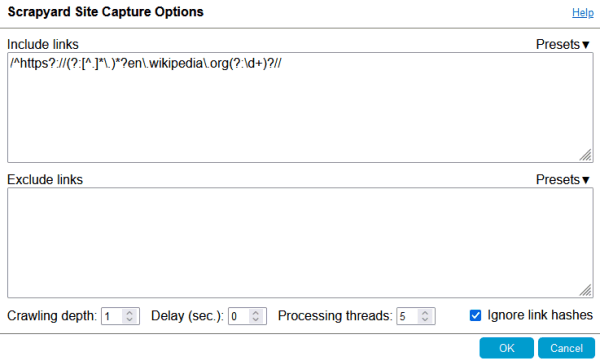 Scrapyard Site Capture Options Help
Include links Presets▼
/^https?://(?:[^.]*\.)*?en\.wikipedia\.org(?:\d+)?//
Exclude links Presets▼
Crawling depth: 1 Delay (sec.): 0 Processing threads: 5 Ignore link hashes
OK Cancel